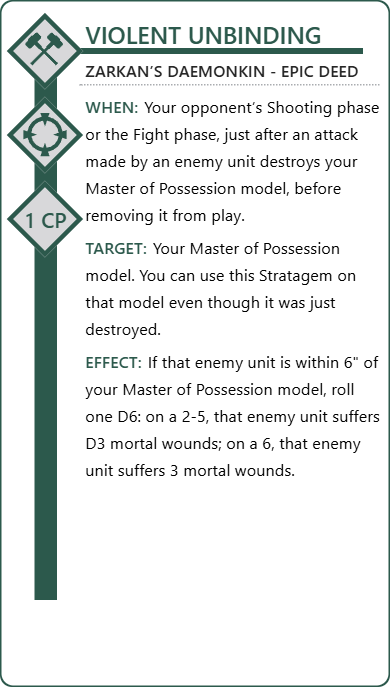 VIOLENT UNBINDING
ZARKAN'S DAEMONKIN - EPIC DEED
WHEN: Your opponent's Shooting phase
or the Fight phase, just after an attack
made by an enemy unit destroys your
Master of Possession model, before
removing it from play.
1 CP
TARGET: Your Master of Possession
model. You can use this Stratagem on
that model even though it was just
destroyed.
EFFECT: If that enemy unit is within 6" of
your Master of Possession model, roll
one D6: on a 2-5, that enemy unit suffers
D3 mortal wounds; on a 6, that enemy
unit suffers 3 mortal wounds.